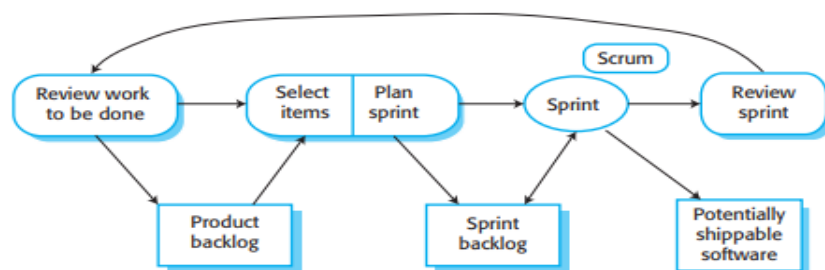 Scrum
Review work
to be done
Select
items
Plan
sprint
Sprint
Review
sprint
Product
backlog
Sprint
backlog
Potentially
shippable
software